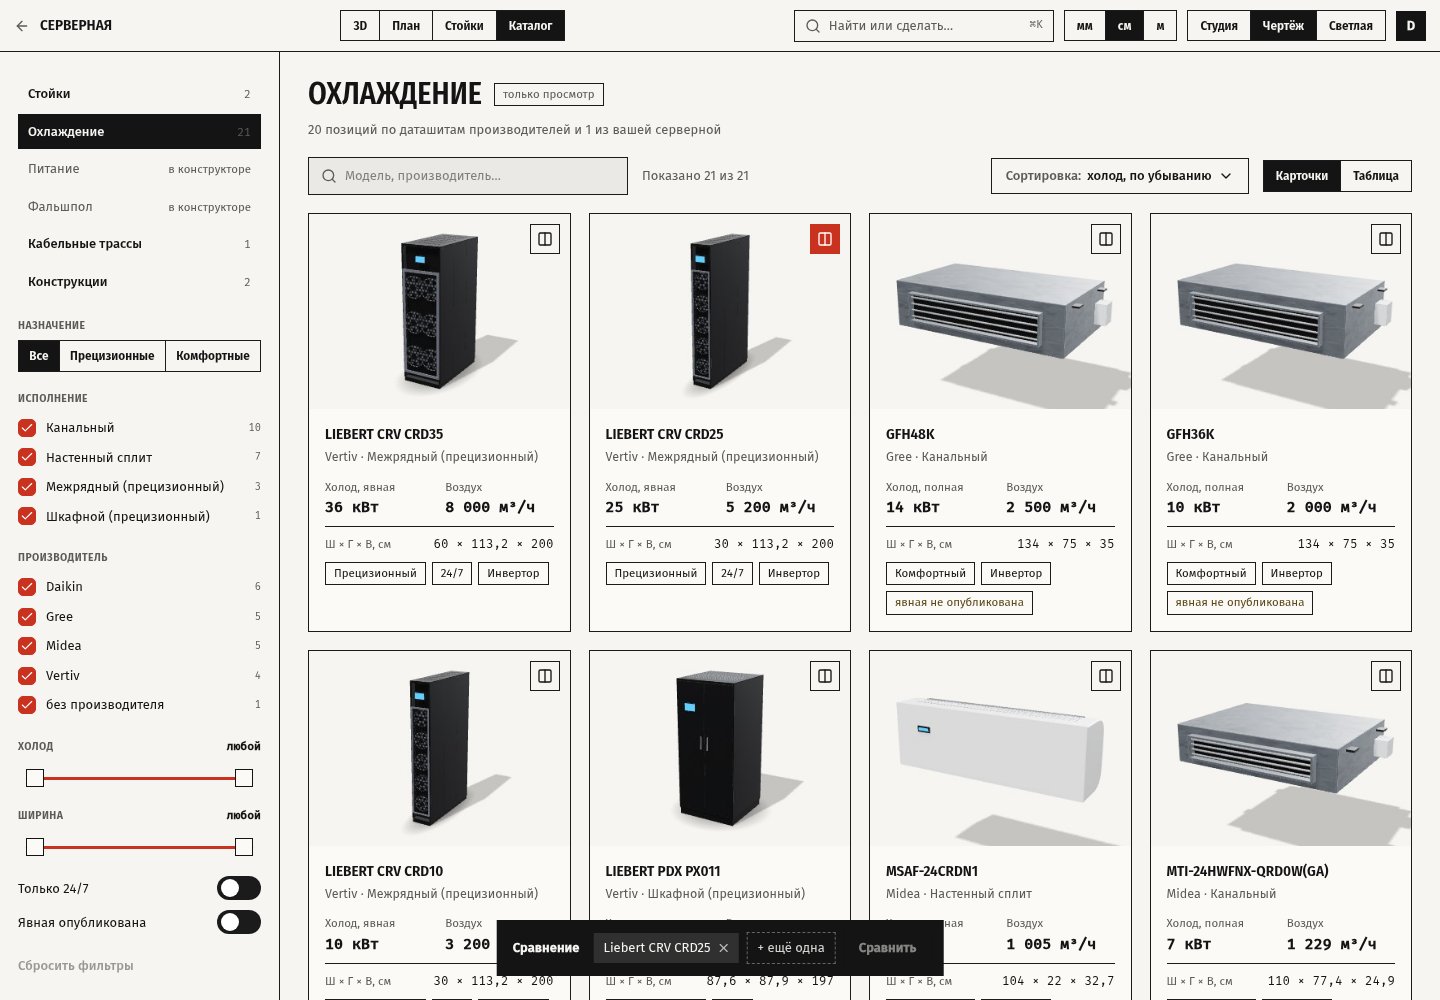 СЕРВЕРНАЯ
3D План Стойки Каталог
Найти или сделать... ⌘K
мм см м
Студия Чертёж Светлая
D
Стойки 2
Охлаждение 21
Питание в конструкторе
Фальшпол в конструкторе
Кабельные трассы 1
Конструкции 2
НАЗНАЧЕНИЕ
Все Прецизионные Комфортные
ИСПОЛНЕНИЕ
Канальный 10
Настенный сплит 7
Межрядный (прецизионный) 3
Шкафной (прецизионный) 1
ПРОИЗВОДИТЕЛЬ
Daikin 6
Gree 5
Midea 5
Vertiv 4
без производителя 1
ХОЛОД любой
ШИРИНА любой
Только 24/7
Явная опубликована
Сбросить фильтры
ОХЛАЖДЕНИЕ только просмотр
20 позиций по даташитам производителей и 1 из вашей серверной
Модель, производитель... Показано 21 из 21
Сортировка: холод, по убыванию
Карточки Таблица
LIEBERT CRV CRD35
Vertiv · Межрядный (прецизионный)
Холод, явная Воздух
36 кВт 8 000 м³/ч
Ш × Г × В, см 60 × 113,2 × 200
Прецизионный 24/7 Инвертор
LIEBERT CRV CRD25
Vertiv · Межрядный (прецизионный)
Холод, явная Воздух
25 кВт 5 200 м³/ч
Ш × Г × В, см 30 × 113,2 × 200
Прецизионный 24/7 Инвертор
GFH48K
Gree · Канальный
Холод, полная Воздух
14 кВт 2 500 м³/ч
Ш × Г × В, см 134 × 75 × 35
Комфортный Инвертор
явная не опубликована
GFH36K
Gree · Канальный
Холод, полная Воздух
10 кВт 2 000 м³/ч
Ш × Г × В, см 134 × 75 × 35
Комфортный Инвертор
явная не опубликована
LIEBERT CRV CRD10
Vertiv · Межрядный (прецизионный)
Холод, явная Воздух
10 кВт 3 200
Ш × Г × В, см 30 × 113,2 × 200
LIEBERT PDX PX011
Vertiv · Шкафной (прецизионный)
Ш × Г × В, см 87,6 × 87,9 × 197
MSAF-24CRDN1
Midea · Настенный сплит
Воздух
1 005 м³/ч
Ш × Г × В, см 104 × 22 × 32,7
MTI-24HWFNX-QRD0W(GA)
Midea · Канальный
Холод, полная Воздух
7 кВт 1 229 м³/ч
Ш × Г × В, см 110 × 77,4 × 24,9
Сравнение Liebert CRV CRD25 × + ещё одна Сравнить